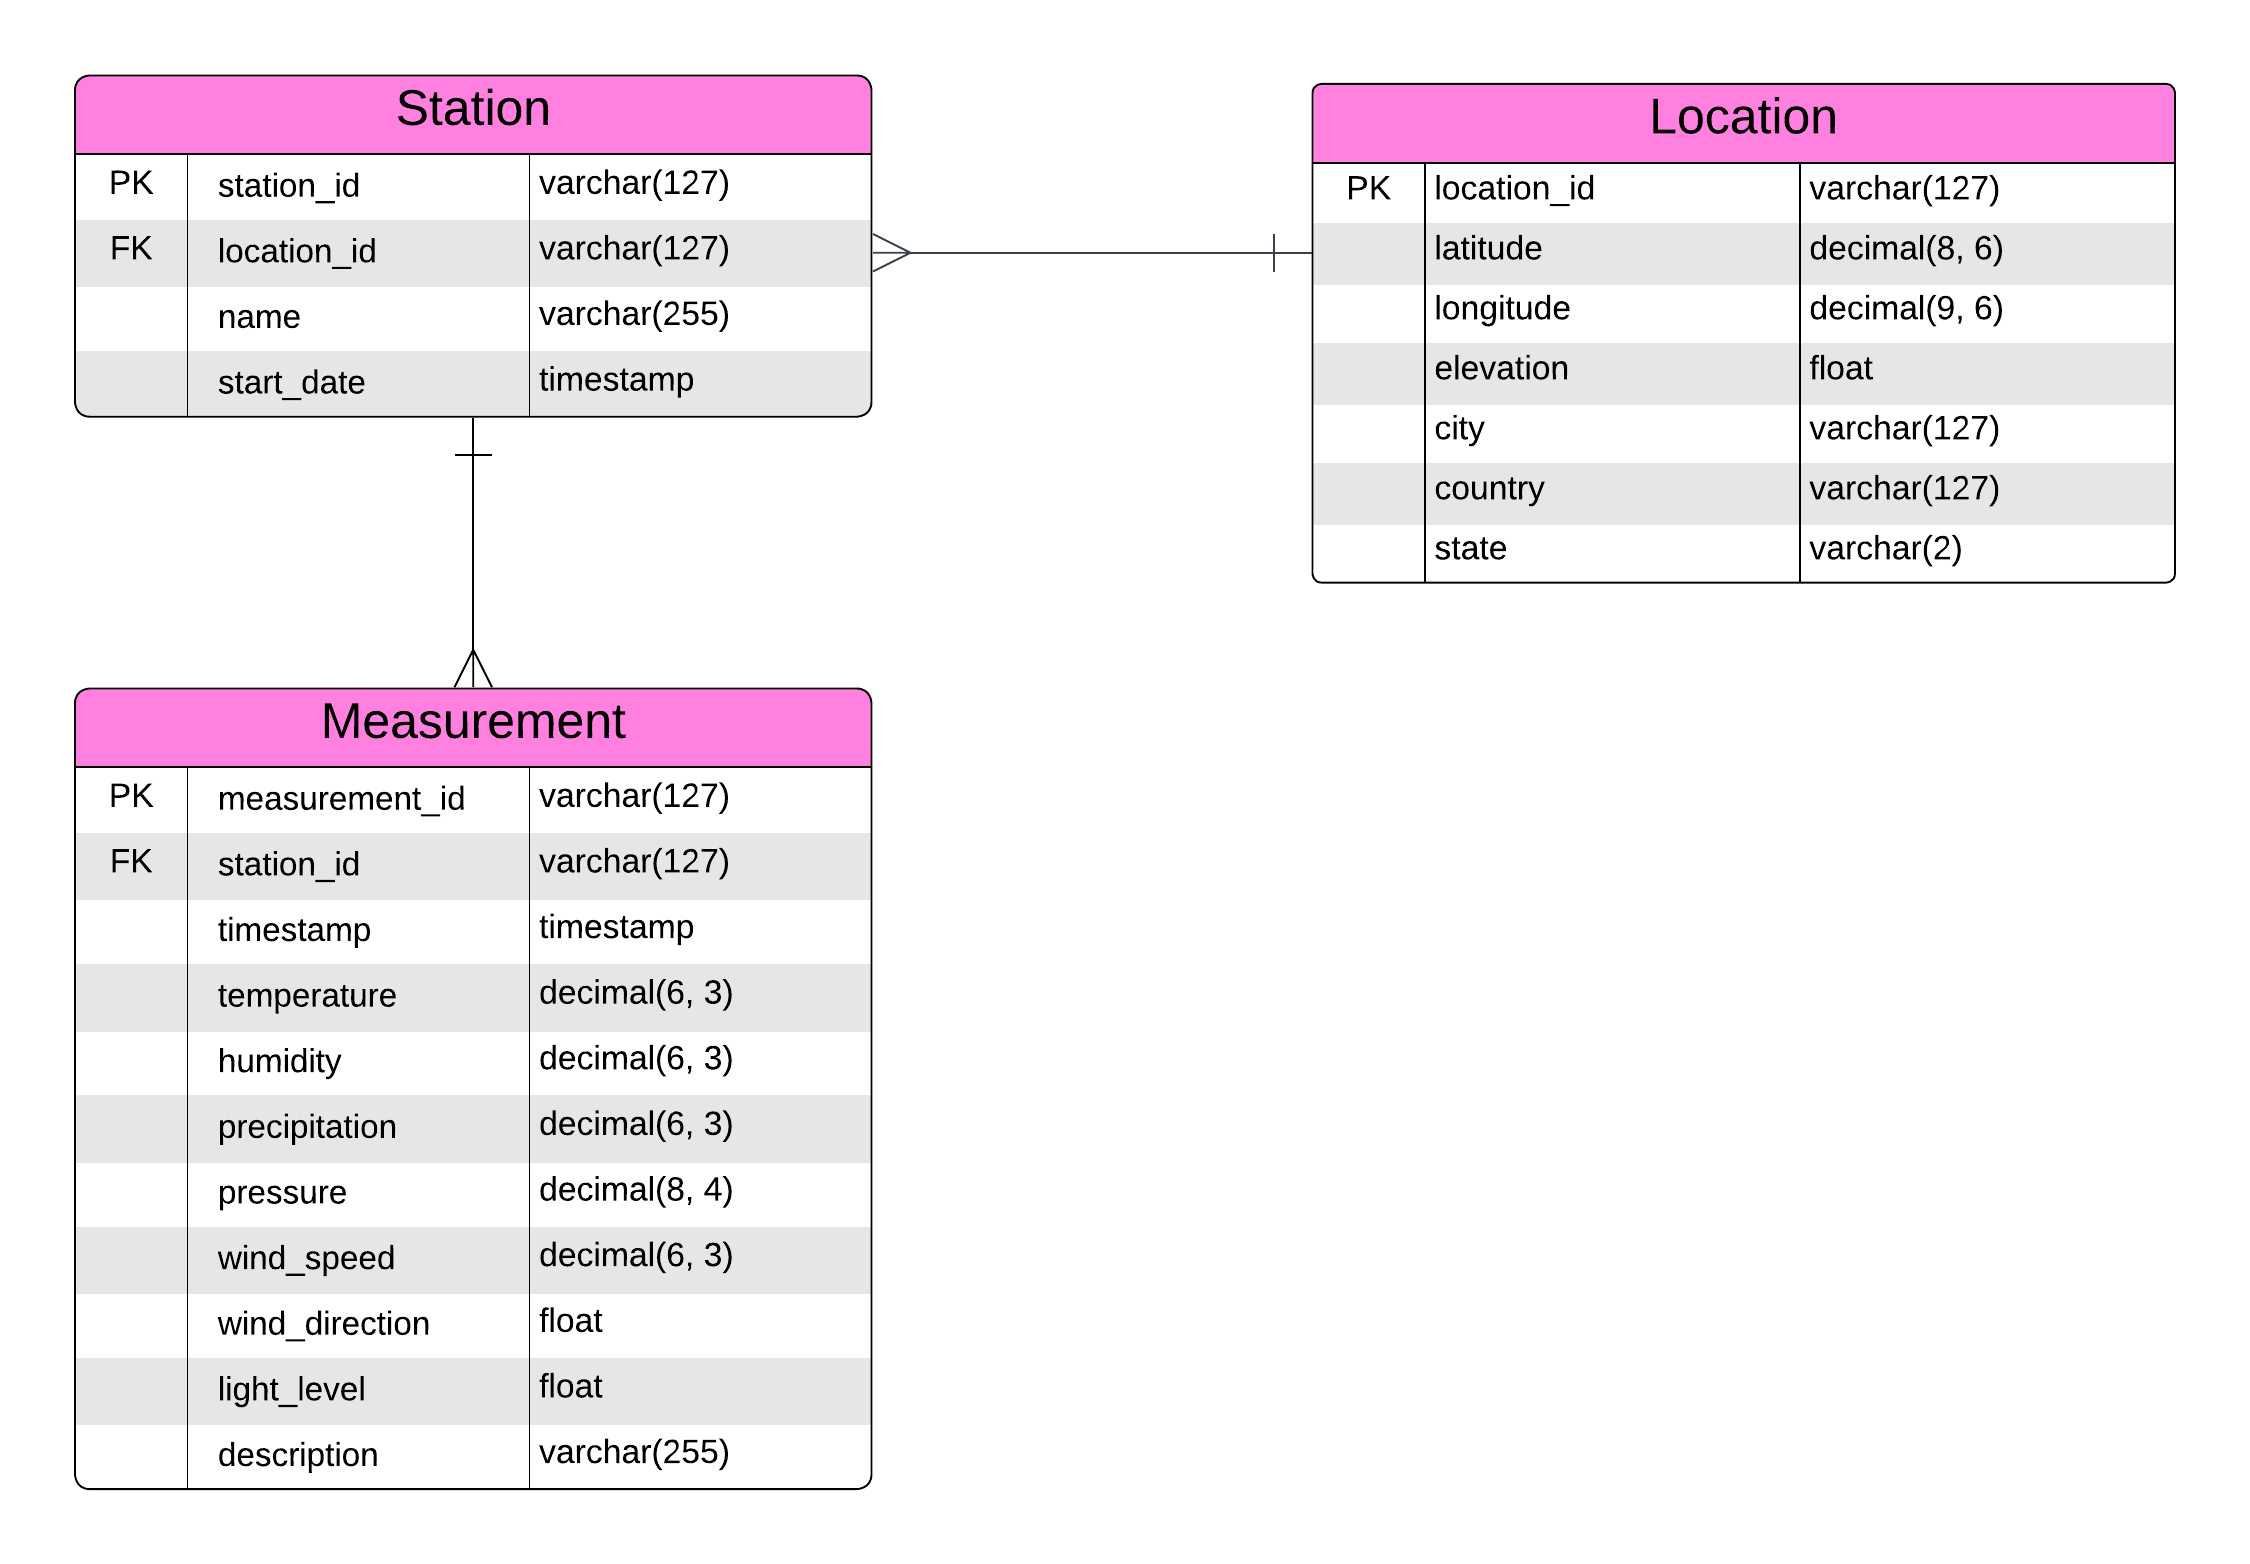 Station
PK station_id varchar(127)
FK location_id varchar(127)
name varchar(255)
start_date timestamp
Location
PK location_id varchar(127)
latitude decimal(8, 6)
longitude decimal(9, 6)
elevation float
city varchar(127)
country varchar(127)
state varchar(2)
Measurement
PK measurement_id varchar(127)
FK station_id varchar(127)
timestamp timestamp
temperature decimal(6, 3)
humidity decimal(6, 3)
precipitation decimal(6, 3)
pressure decimal(8, 4)
wind_speed decimal(6, 3)
wind_direction float
light_level float
description varchar(255)